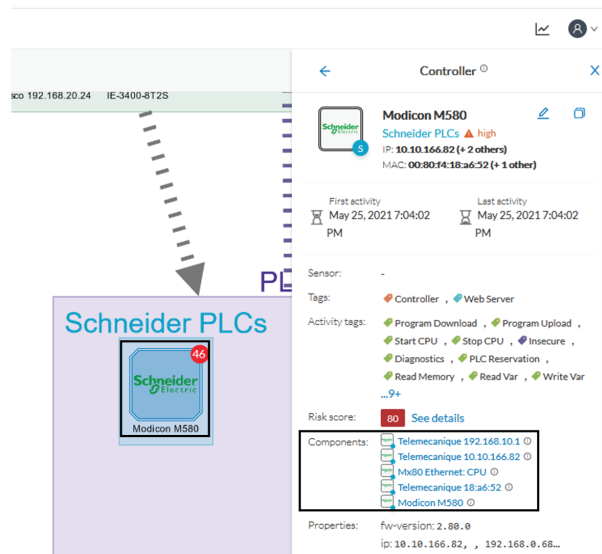 sco 192.168.20.24 IE-3400-8T2S
PL
Schneider PLCs
46
Schneider
Electric
Modicon M580
Controller
Schneider
Electric
S
Modicon M580
Schneider PLCs high
IP: 10.10.166.82 (+ 2 others)
MAC: 00:80:f4:18:a6:52 (+ 1 other)
First activity
May 25, 2021 7:04:02
PM
Last activity
May 25, 2021 7:04:02
PM
Sensor: -
Tags: Controller , Web Server
Activity tags: Program Download , Program Upload ,
Start CPU , Stop CPU , Insecure ,
Diagnostics , PLC Reservation ,
Read Memory , Read Var , Write Var
...9+
Risk score: 80 See details
Components: Telemecanique 192.168.10.1
Telemecanique 10.10.166.82
Mx80 Ethernet: CPU
Telemecanique 18:a6:52
Modicon M580
Properties: fw-version: 2.80.0
ip: 10.10.166.82, , 192.168.0.68...